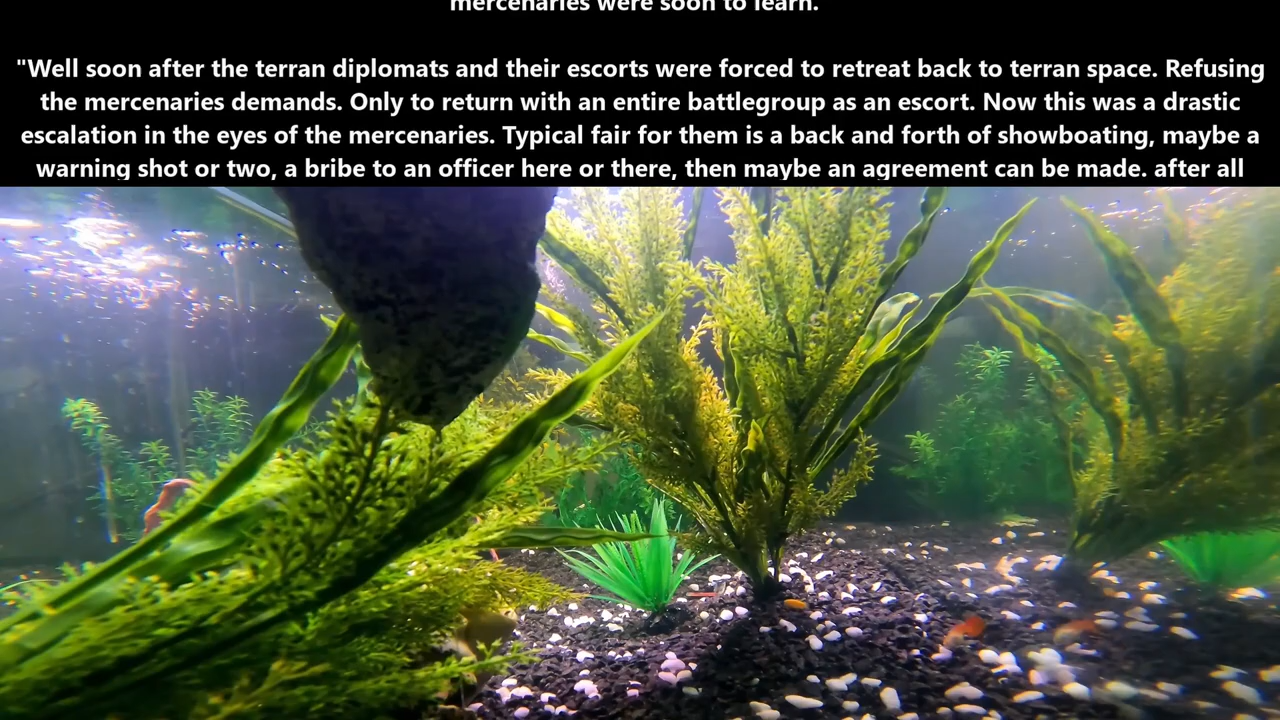 mercenaries were soon to learn.
"Well soon after the terran diplomats and their escorts were forced to retreat back to terran space. Refusing
the mercenaries demands. Only to return with an entire battlegroup as an escort. Now this was a drastic
escalation in the eyes of the mercenaries. Typical fair for them is a back and forth of showboating, maybe a
warning shot or two, a bribe to an officer here or there, then maybe an agreement can be made. after all